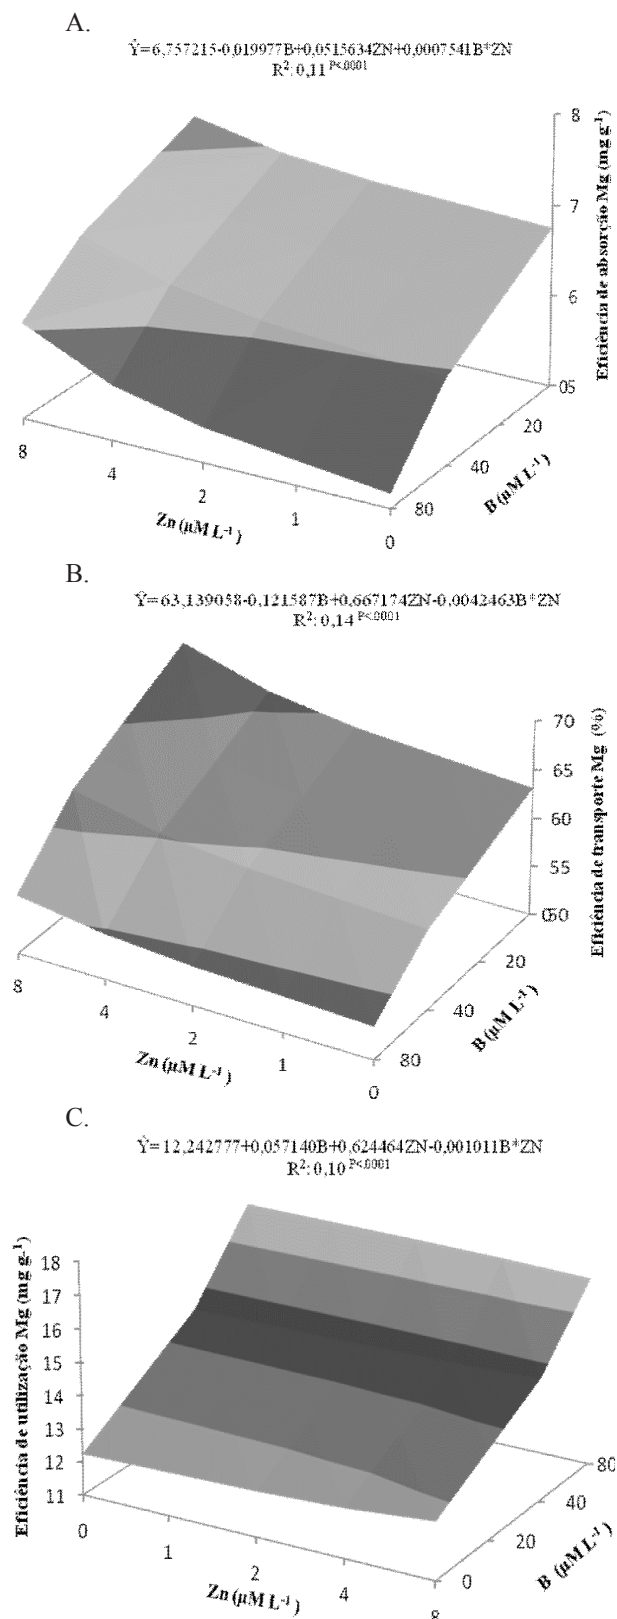 A.
Ŷ=6,757215-0,019977B+0,0515634ZN+0,0007541B*ZN
R²: 0,11 P<,0001
8
7
6
05
Eficiência de absorção Mg (mg g⁻¹)
20
40
80
B (µM L⁻¹)
8
4
2
1
0
Zn (µM L⁻¹)
B.
Ŷ=63,139058-0,121587B+0,667174ZN-0,0042463B*ZN
R²: 0,14 P<,0001
70
65
60
55
50
0
Eficiência de transporte Mg (%)
20
40
80
B (µM L⁻¹)
8
4
2
1
0
Zn (µM L⁻¹)
C.
Ŷ=12,242777+0,057140B+0,624464ZN-0,001011B*ZN
R²: 0,10 P<,0001
Eficiência de utilização Mg (mg g⁻¹)
18
17
16
15
14
13
12
11
0
1
2
4
8
Zn (µM L⁻¹)
80
40
20
0
B (µM L⁻¹)